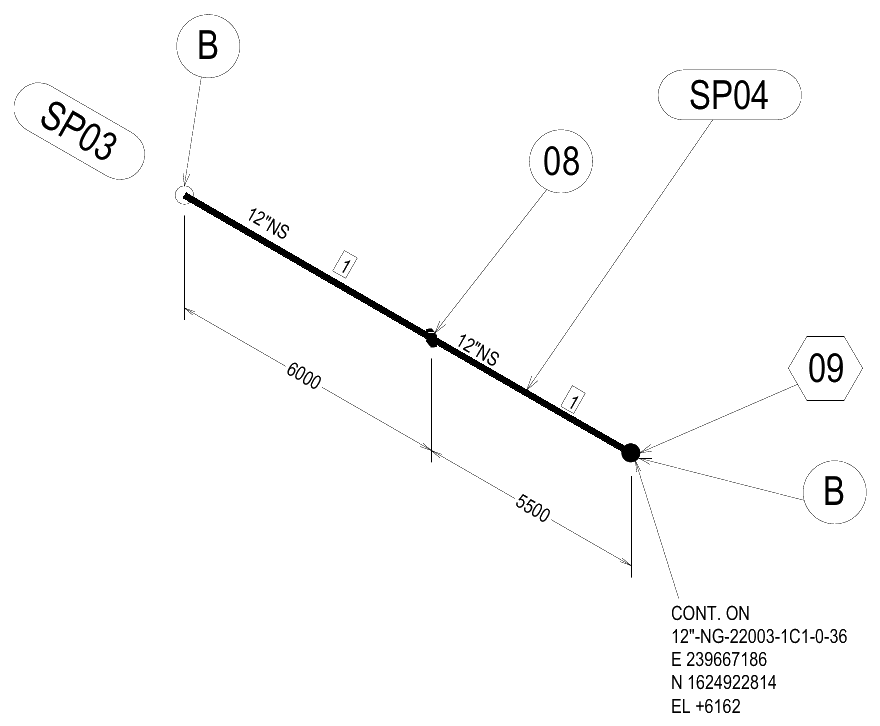 B
SP03
SP04
08
12"NS
1
12"NS
09
1
6000
B
5500
CONT. ON
12"-NG-22003-1C1-0-36
E 239667186
N 1624922814
EL +6162